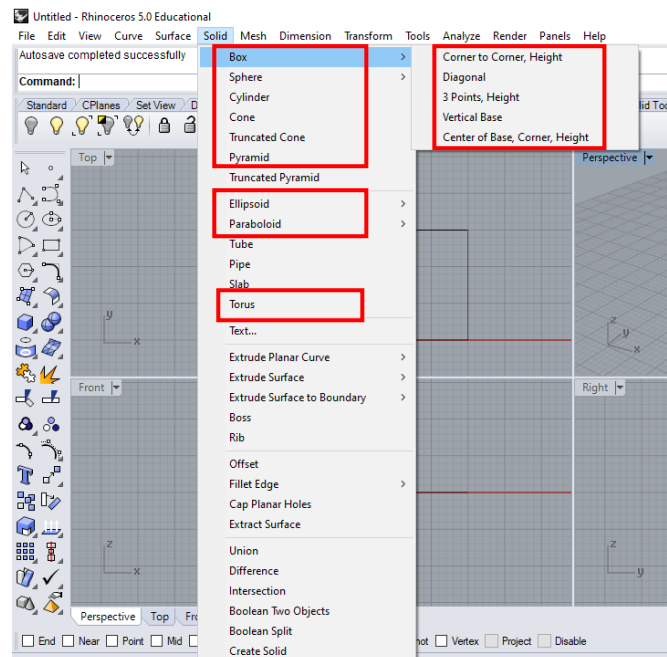 Untitled - Rhinoceros 5.0 Educational
File Edit View Curve Surface Solid Mesh Dimension Transform Tools Analyze Render Panels Help
Autosave completed successfully
Command:
Standard CPlanes Set View
Box
Sphere
Cylinder
Cone
Truncated Cone
Pyramid
Truncated Pyramid
Ellipsoid
Paraboloid
Tube
Pipe
Slab
Torus
Text...
Extrude Planar Curve
Extrude Surface
Extrude Surface to Boundary
Boss
Rib
Offset
Fillet Edge
Cap Planar Holes
Extract Surface
Union
Difference
Intersection
Boolean Two Objects
Boolean Split
Create Solid
Corner to Corner, Height
Diagonal
3 Points, Height
Vertical Base
Center of Base, Corner, Height
Top
Perspective
y
x
z
y
x
Front
Right
z
x
z
y
Perspective Top
End Near Point Mid
Vertex Project Disable